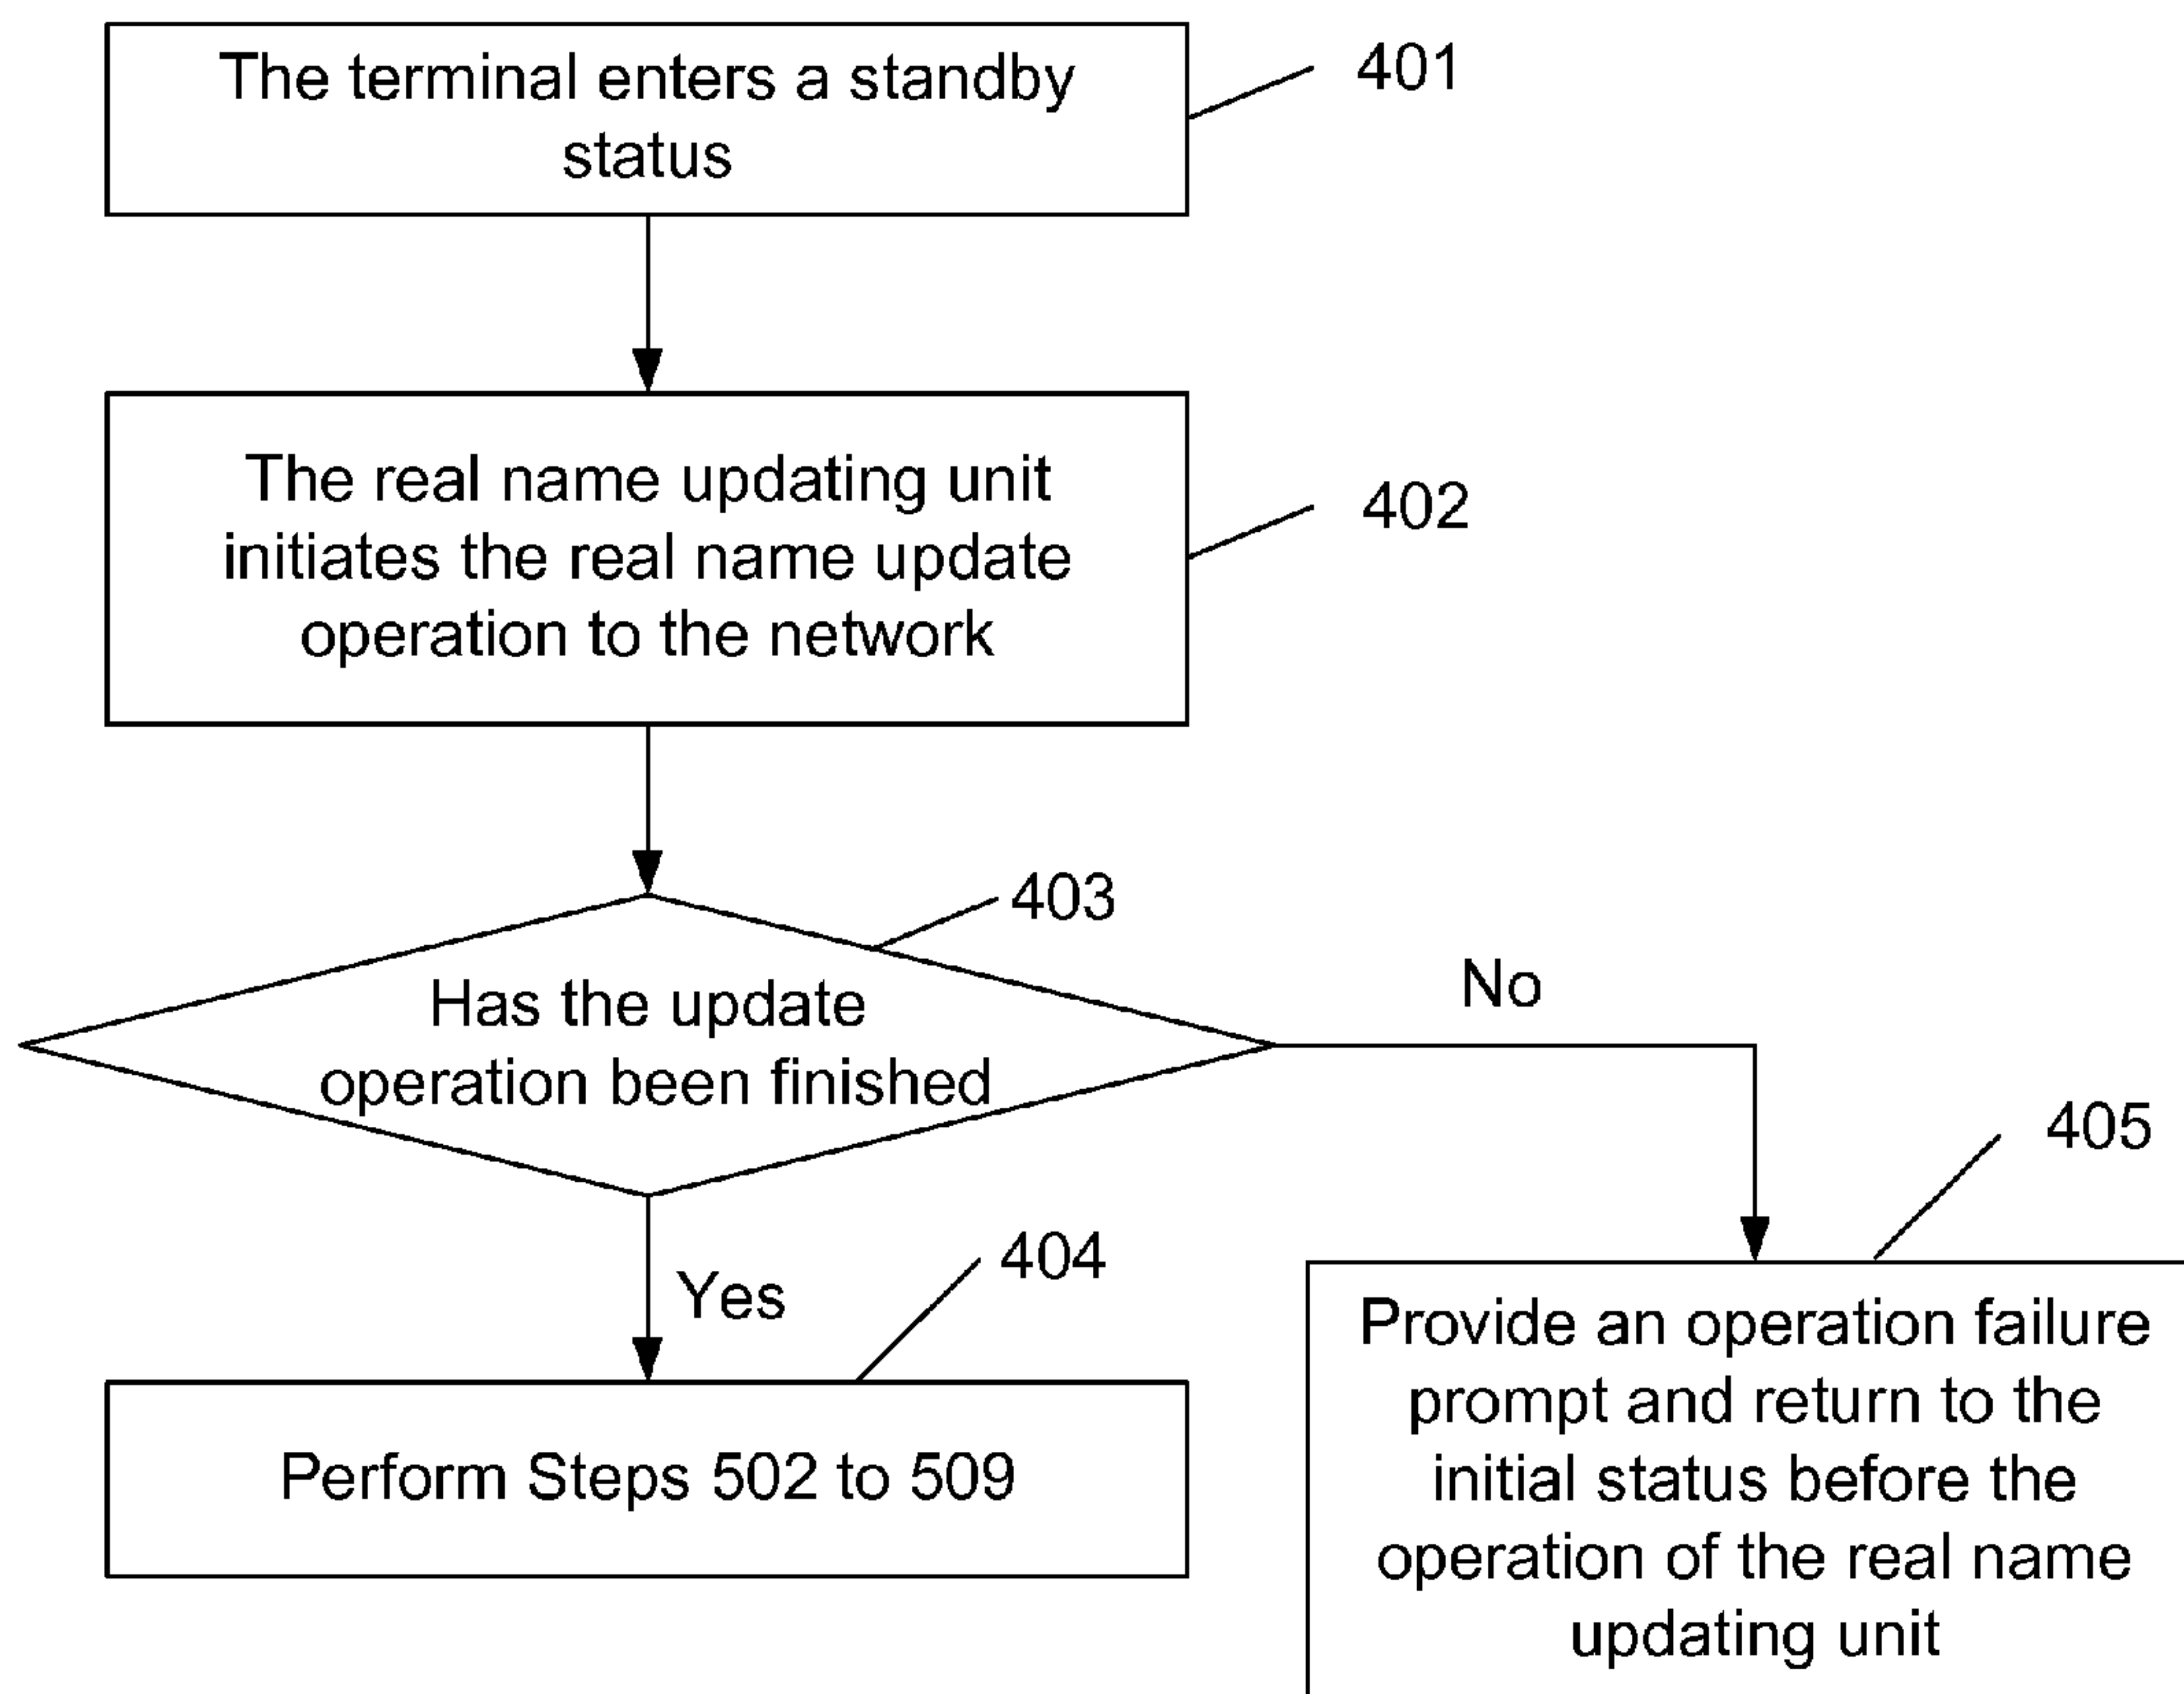 The terminal enters a standby
status
401
The real name updating unit
initiates the real name update
operation to the network
402
403
Has the update
operation been finished
No
Yes
404
405
Perform Steps 502 to 509
Provide an operation failure
prompt and return to the
initial status before the
operation of the real name
updating unit